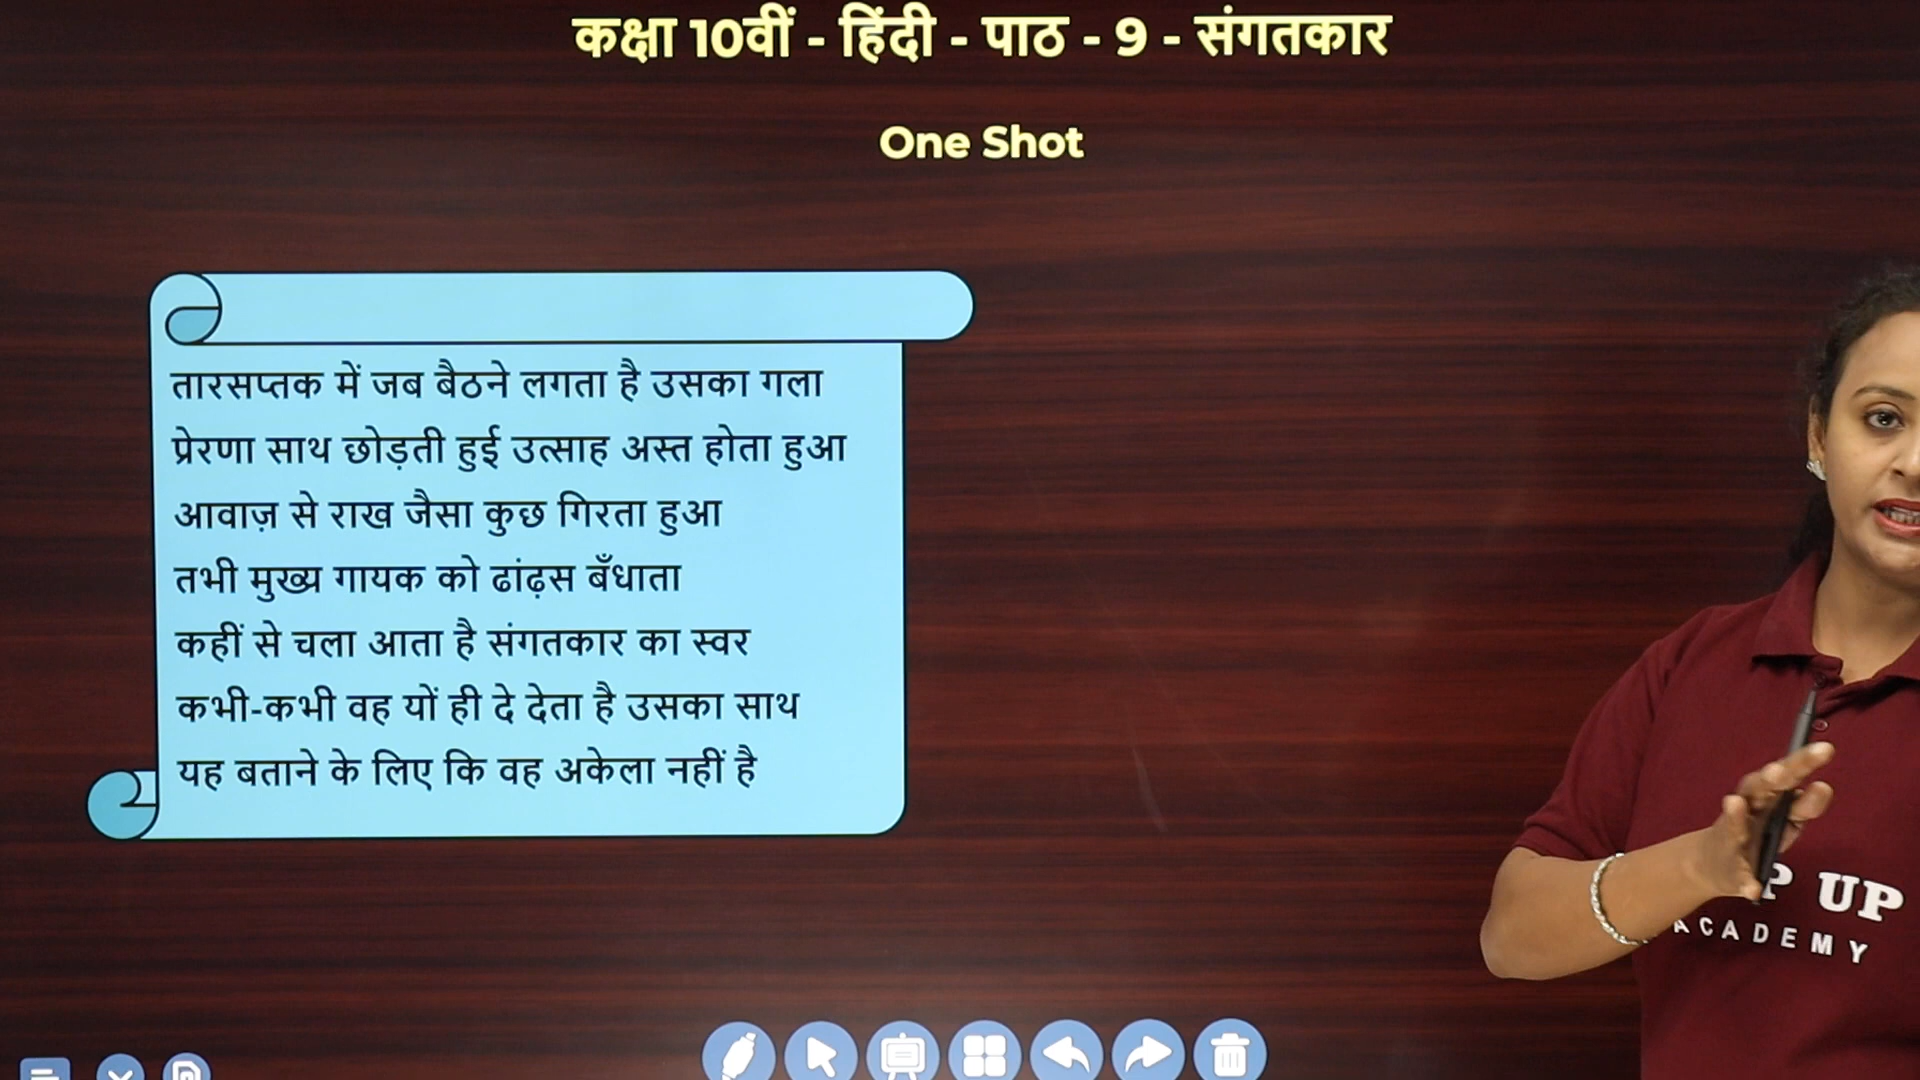 कक्षा 10वीं - हिंदी - पाठ - 9 - संगतकार
One Shot
तारसप्तक में जब बैठने लगता है उसका गला
प्रेरणा साथ छोड़ती हुई उत्साह अस्त होता हुआ
आवाज़ से राख जैसा कुछ गिरता हुआ
तभी मुख्य गायक को ढांढ़स बँधाता
कहीं से चला आता है संगतकार का स्वर
कभी-कभी वह यों ही दे देता है उसका साथ
यह बताने के लिए कि वह अकेला नहीं है
UP
ACADEMY